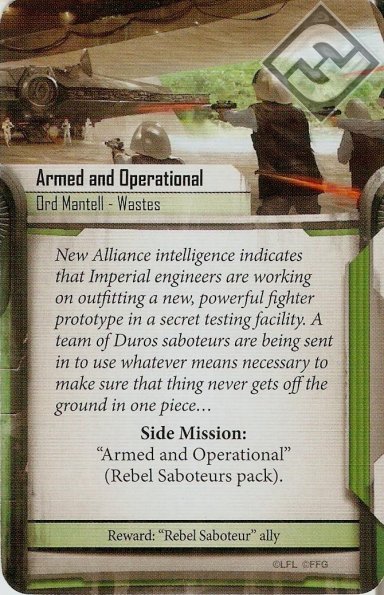 Armed and Operational
Ord Mantell - Wastes
New Alliance intelligence indicates
that Imperial engineers are working
on outfitting a new, powerful fighter
prototype in a secret testing facility. A
team of Duros saboteurs are being sent
in to use whatever means necessary to
make sure that thing never gets off the
ground in one piece…
Side Mission:
“Armed and Operational”
(Rebel Saboteurs pack).
Reward: “Rebel Saboteur” ally
©LFL ©FFG